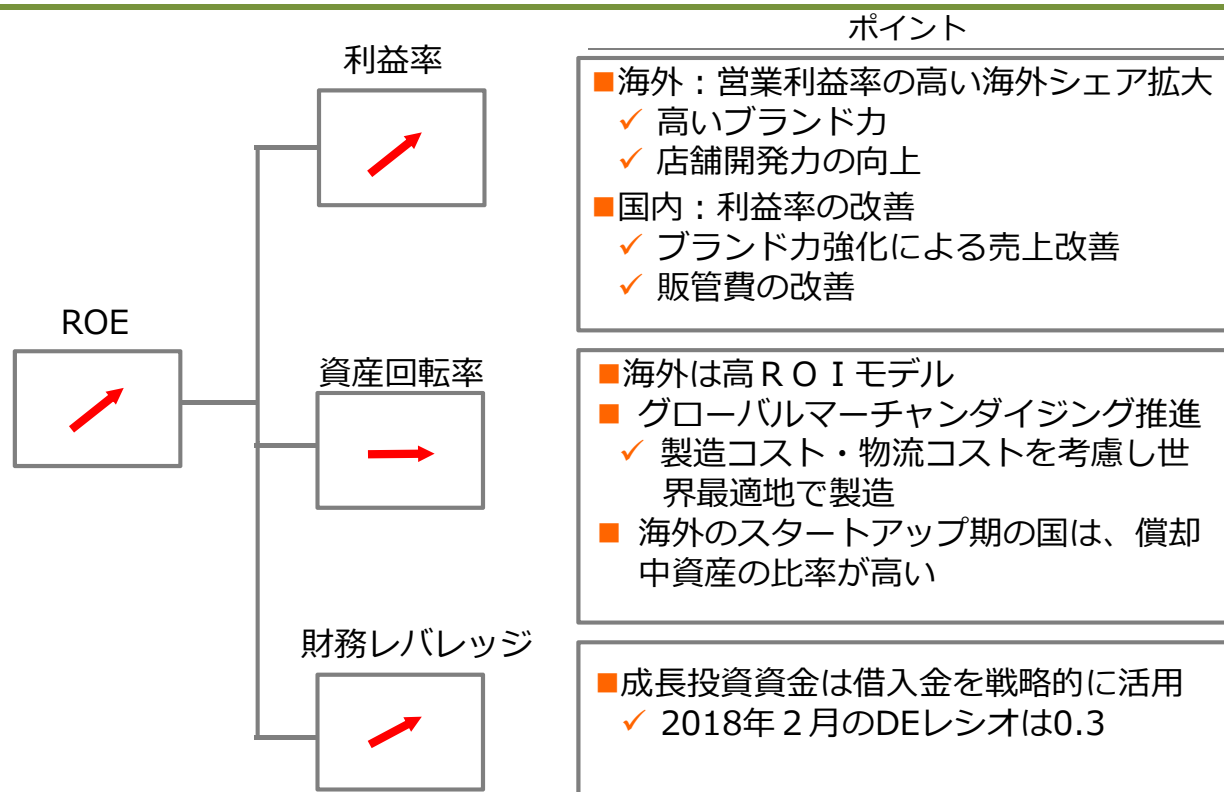 ポイント
利益率
■海外：営業利益率の高い海外シェア拡大
✓ 高いブランド力
✓ 店舗開発力の向上
■国内：利益率の改善
✓ ブランド力強化による売上改善
✓ 販管費の改善
ROE
資産回転率
■海外は高ＲＯＩモデル
■ グローバルマーチャンダイジング推進
✓ 製造コスト・物流コストを考慮し世
界最適地で製造
■ 海外のスタートアップ期の国は、償却
中資産の比率が高い
財務レバレッジ
■成長投資資金は借入金を戦略的に活用
✓ 2018年２月のDEレシオは0.3